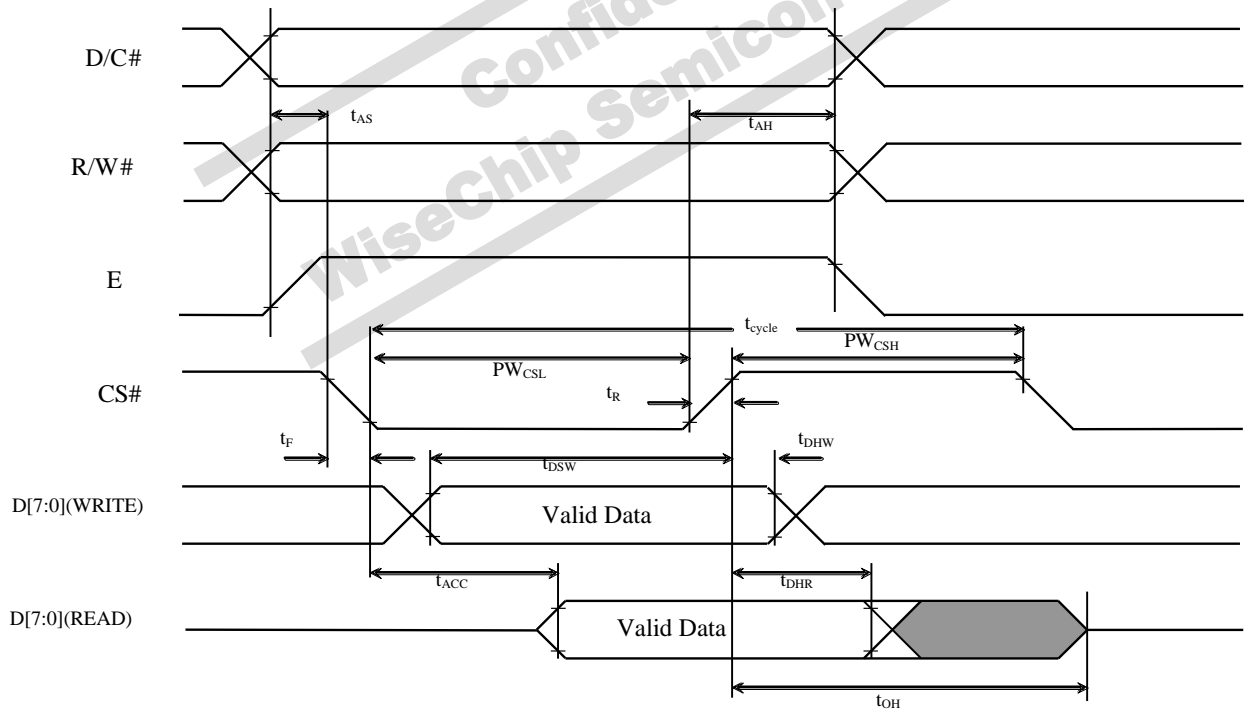 Confide
WiseChip Semicon
D/C#
tAS
tAH
R/W#
E
tcycle
PWCSL
PWCSH
CS#
tR
tF
tDSW
tDHW
D[7:0](WRITE)
Valid Data
tACC
tDHR
D[7:0](READ)
Valid Data
tOH